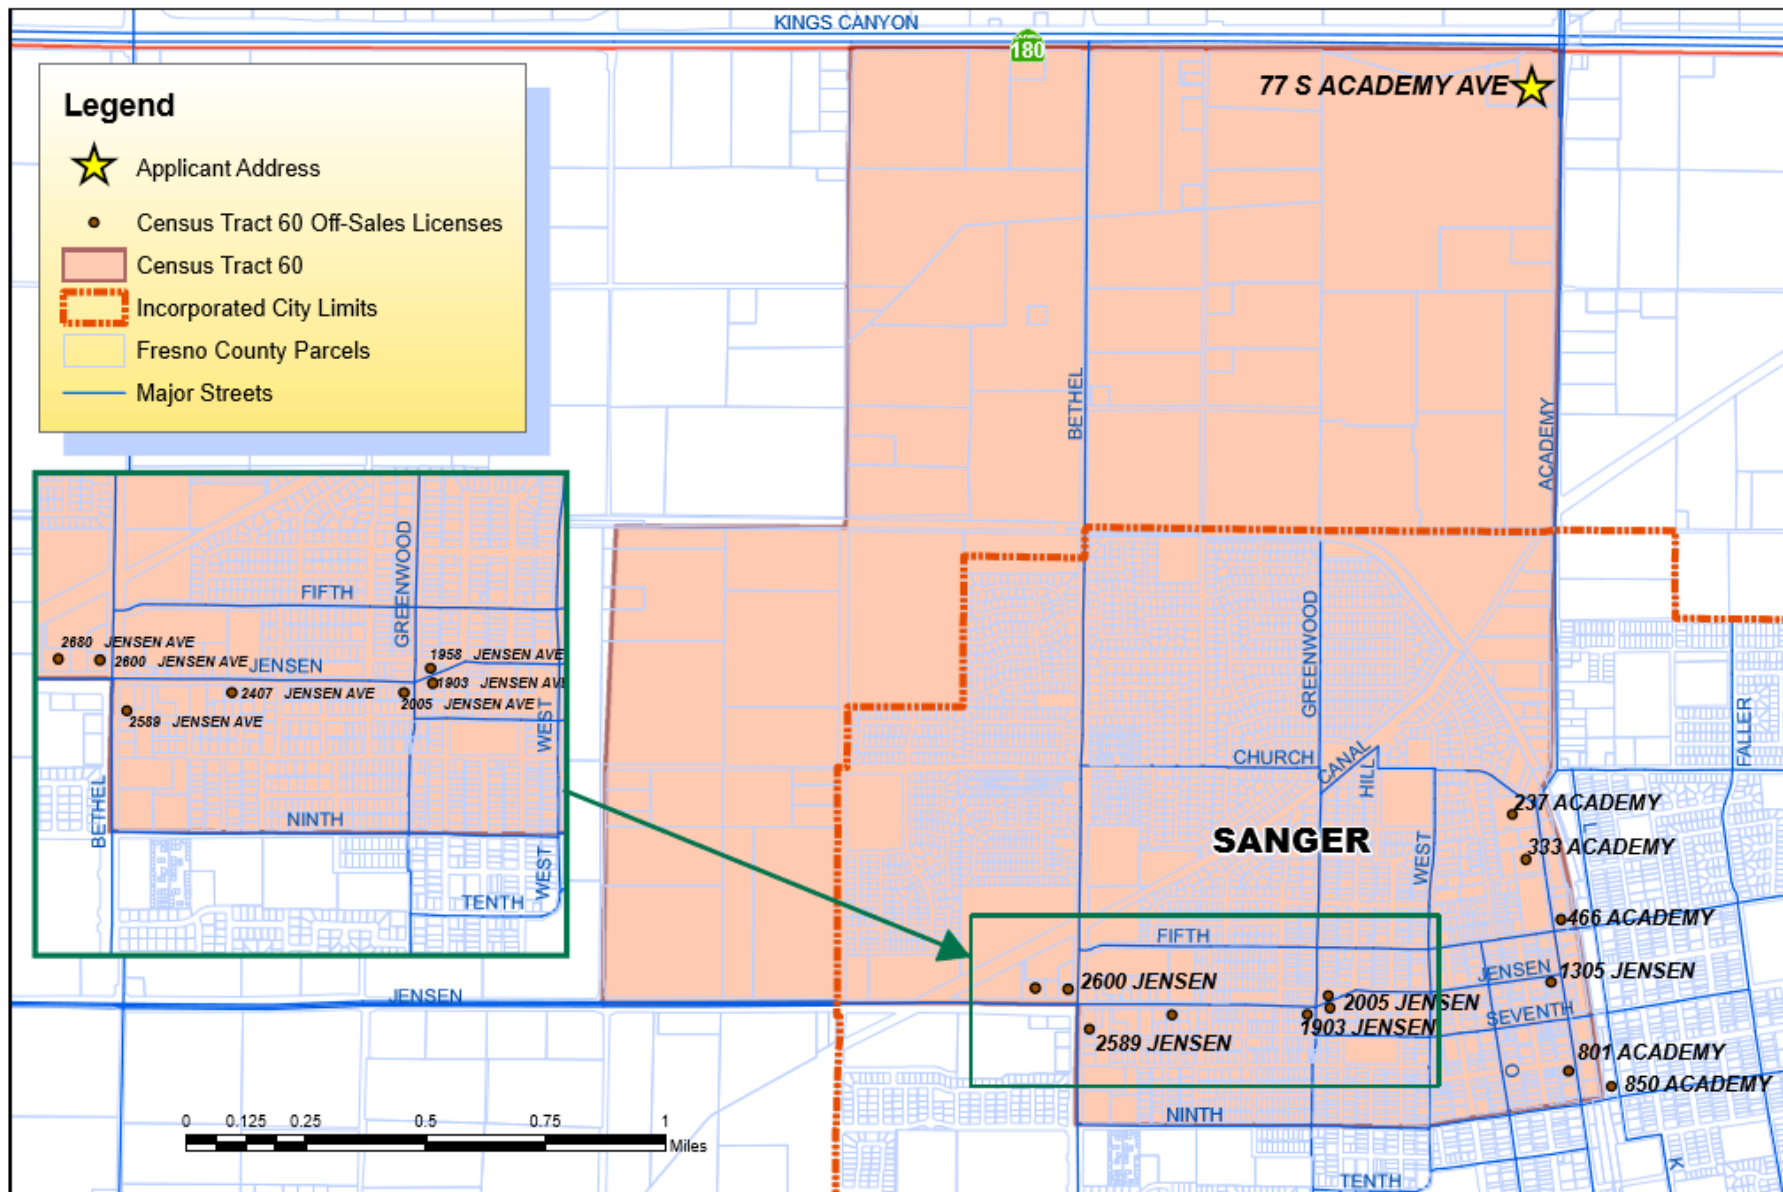 KINGS CANYON
180
77 S ACADEMY AVE
Legend
Applicant Address
Census Tract 60 Off-Sales Licenses
Census Tract 60
Incorporated City Limits
Fresno County Parcels
Major Streets
BETHEL
ACADEMY
GREENWOOD
FIFTH
2680 JENSEN AVE
2600 JENSEN AVE
JENSEN
1958 JENSEN AVE
1903 JENSEN AVE
2407 JENSEN AVE
2005 JENSEN AVE
2589 JENSEN AVE
WEST
BETHEL
NINTH
WEST
TENTH
GREENWOOD
FALLER
CHURCH
CANAL
HILL
237 ACADEMY
L
SANGER
WEST
333 ACADEMY
466 ACADEMY
FIFTH
JENSEN
1305 JENSEN
2600 JENSEN
JENSEN
2005 JENSEN
SEVENTH
1903 JENSEN
2589 JENSEN
801 ACADEMY
O
850 ACADEMY
NINTH
K
TENTH
0 0.125 0.25 0.5 0.75 1
Miles